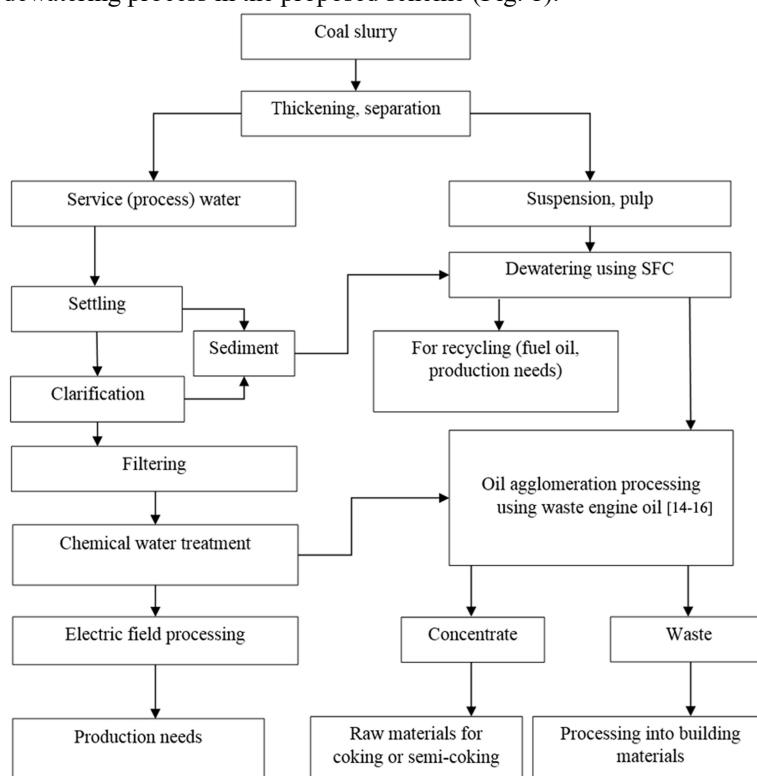 dewatering process in the proposed scheme (Fig. 1).
Coal slurry
Thickening, separation
Service (process) water
Suspension, pulp
Dewatering using SFC
Settling
Sediment
For recycling (fuel oil,
production needs)
Clarification
Filtering
Oil agglomeration processing
using waste engine oil [14-16]
Chemical water treatment
Electric field processing
Concentrate
Waste
Production needs
Raw materials for
coking or semi-coking
Processing into building
materials